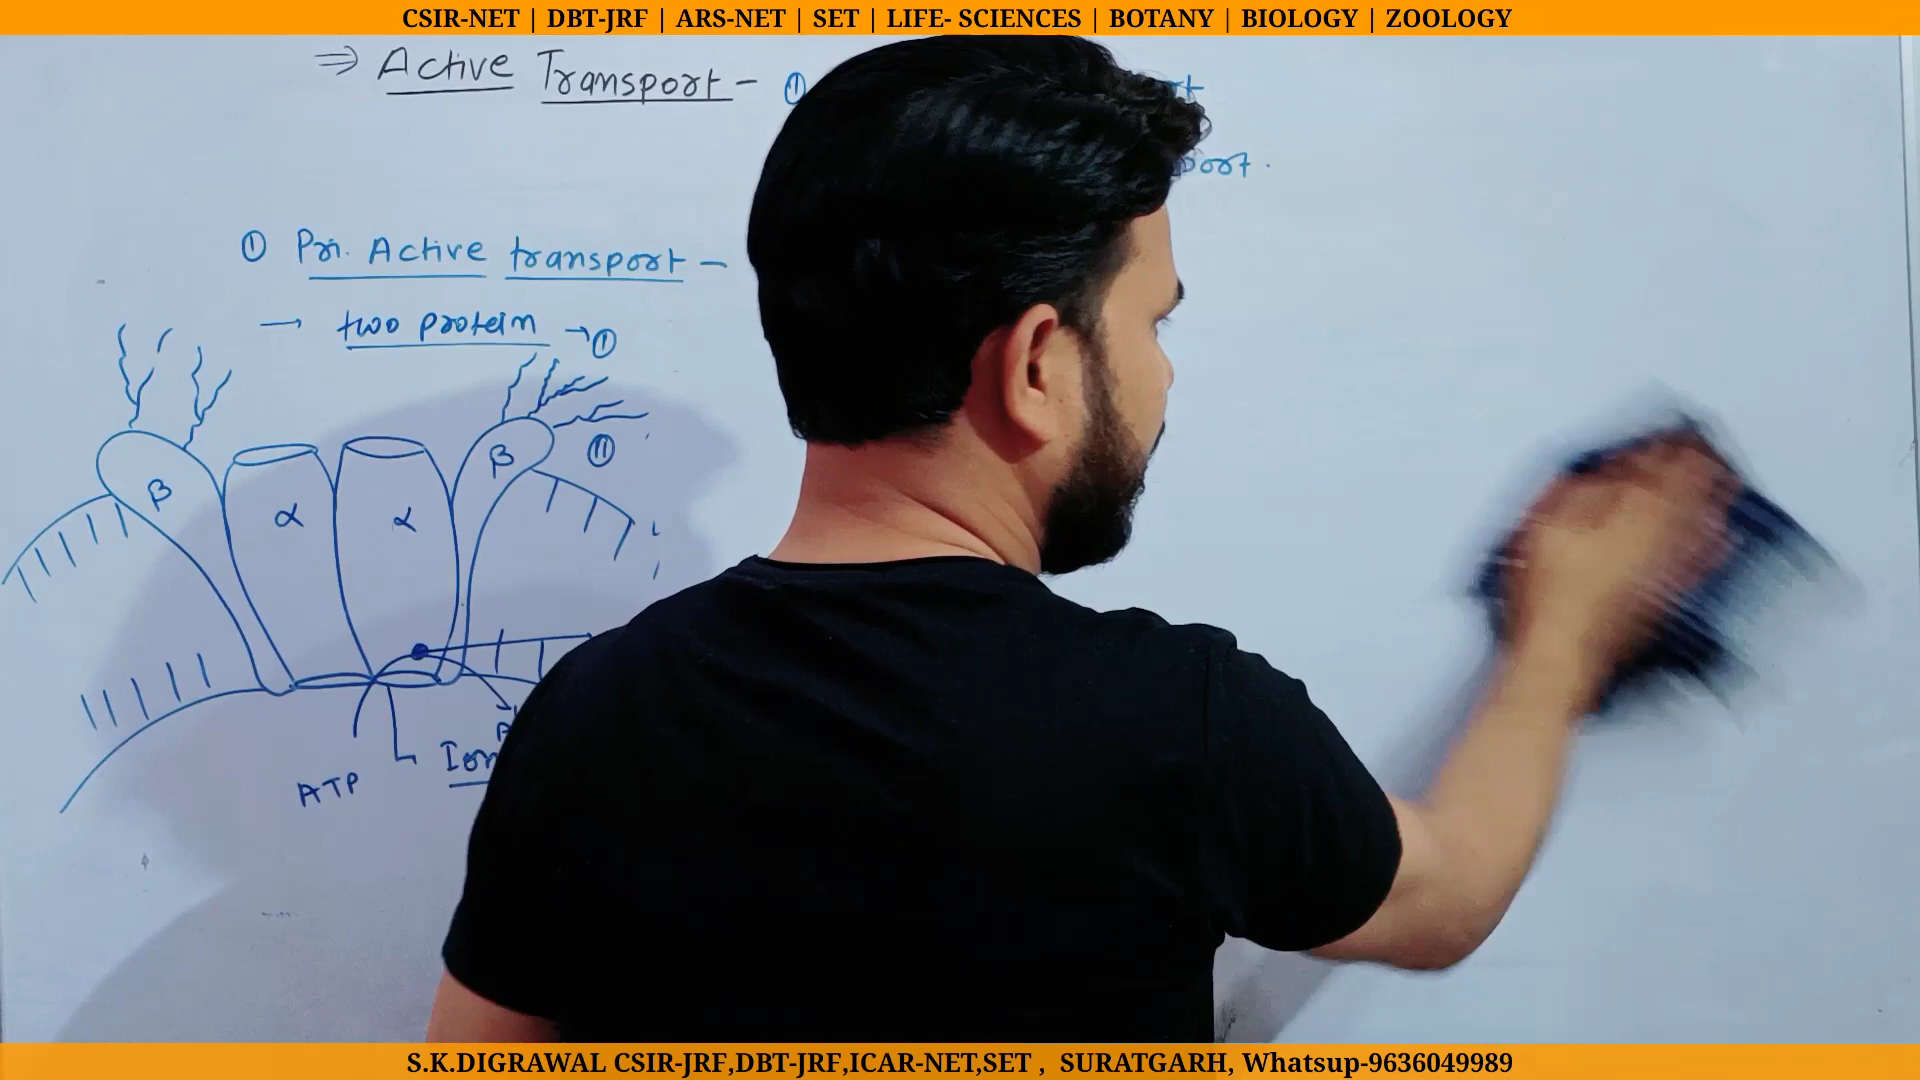 CSIR-NET | DBT-JRF | ARS-NET | SET | LIFE- SCIENCES | BOTANY | BIOLOGY | ZOOLOGY
⇒ Active Transport - ①
① Pri. Active transport -
→ two protein → ①
β α α β ②
ATP
S.K.DIGRAWAL CSIR-JRF,DBT-JRF,ICAR-NET,SET , SURATGARH, Whatsup-9636049989